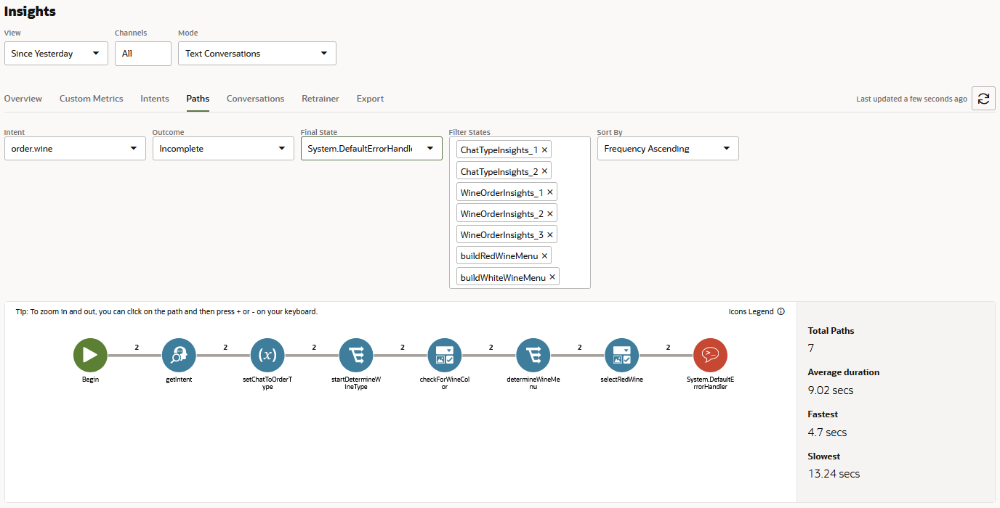 Insights
View Channels Mode
Since Yesterday All Text Conversations
Overview Custom Metrics Intents Paths Conversations Retrainer Export Last updated a few seconds ago
Intent Outcome Final State Filter States Sort By
order.wine Incomplete System.DefaultErrorHandle Frequency Ascending
ChatTypeInsights_1 ×
ChatTypeInsights_2 ×
WineOrderInsights_1 ×
WineOrderInsights_2 ×
WineOrderInsights_3 ×
buildRedWineMenu ×
buildWhiteWineMenu ×
Tip: To zoom in and out, you can click on the path and then press + or - on your keyboard. Icons Legend
2 2 2 2 2 2 2
(x)
Begin getIntent setChatToOrderT startDetermineW checkForWineCol determineWineMe selectRedWine System.DefaultE
ype ineType or nu rrorHandler
Total Paths
7
Average duration
9.02 secs
Fastest
4.7 secs
Slowest
13.24 secs